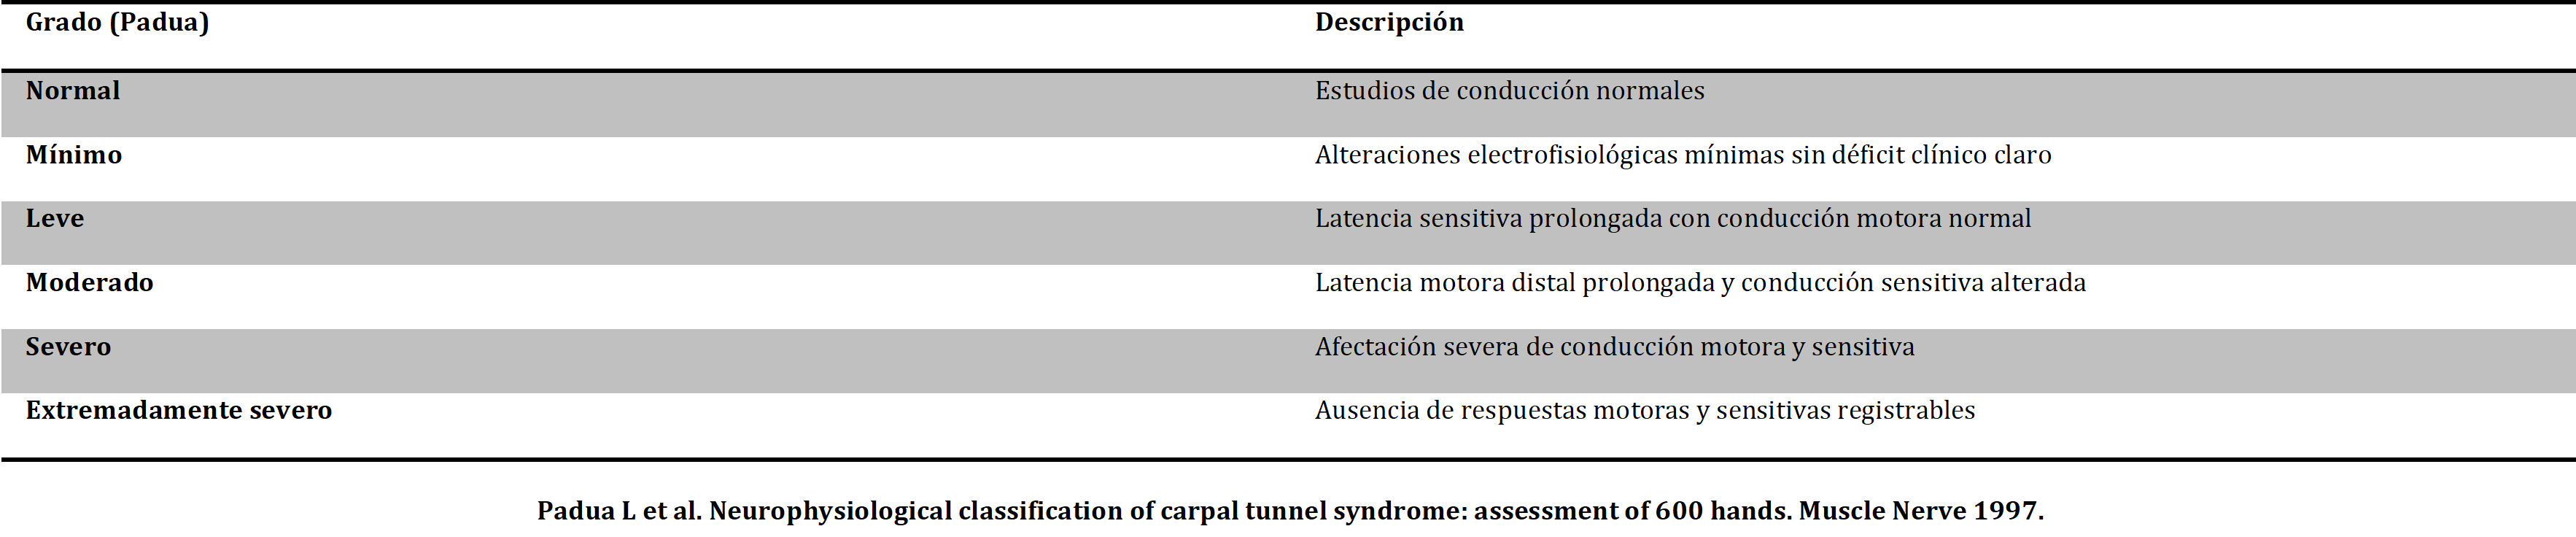 Grado (Padua) Descripción
Normal Estudios de conducción normales
Mínimo Alteraciones electrofisiológicas mínimas sin déficit clínico claro
Leve Latencia sensitiva prolongada con conducción motora normal
Moderado Latencia motora distal prolongada y conducción sensitiva alterada
Severo Afectación severa de conducción motora y sensitiva
Extremadamente severo Ausencia de respuestas motoras y sensitivas registrables
Padua L et al. Neurophysiological classification of carpal tunnel syndrome: assessment of 600 hands. Muscle Nerve 1997.